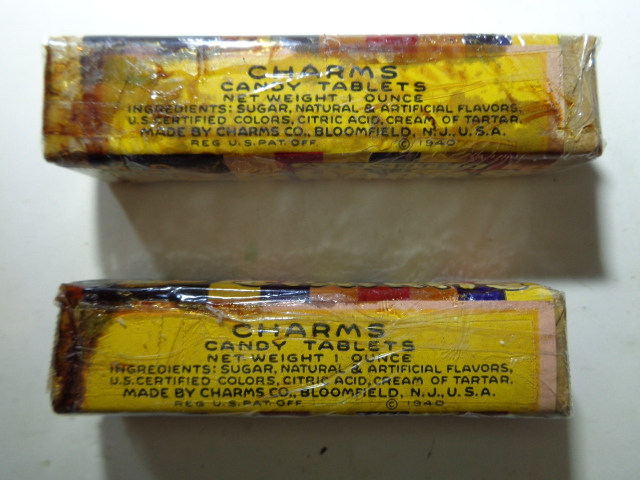 CHARMS
CANDY TABLETS
NET WEIGHT 1 OUNCE
INGREDIENTS: SUGAR, NATURAL & ARTIFICIAL FLAVORS,
U.S. CERTIFIED COLORS, CITRIC ACID, CREAM OF TARTAR.
MADE BY CHARMS CO., BLOOMFIELD, N.J., U.S.A.
REG U.S. PAT. OFF. © 1940
CHARMS
CANDY TABLETS
NET WEIGHT 1 OUNCE
INGREDIENTS: SUGAR, NATURAL & ARTIFICIAL FLAVORS,
U.S. CERTIFIED COLORS, CITRIC ACID, CREAM OF TARTAR.
MADE BY CHARMS CO., BLOOMFIELD, N.J., U.S.A.
REG U.S. PAT. OFF. © 1940